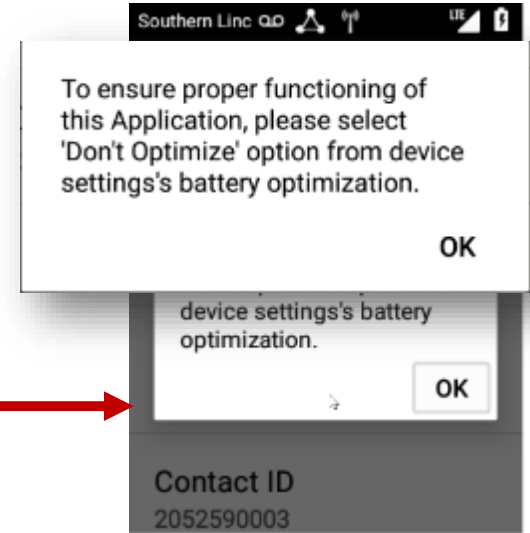 Southern Linc LTE
To ensure proper functioning of
this Application, please select
'Don't Optimize' option from device
settings's battery optimization.
OK
device settings's battery
optimization.
OK
Contact ID
2052590003